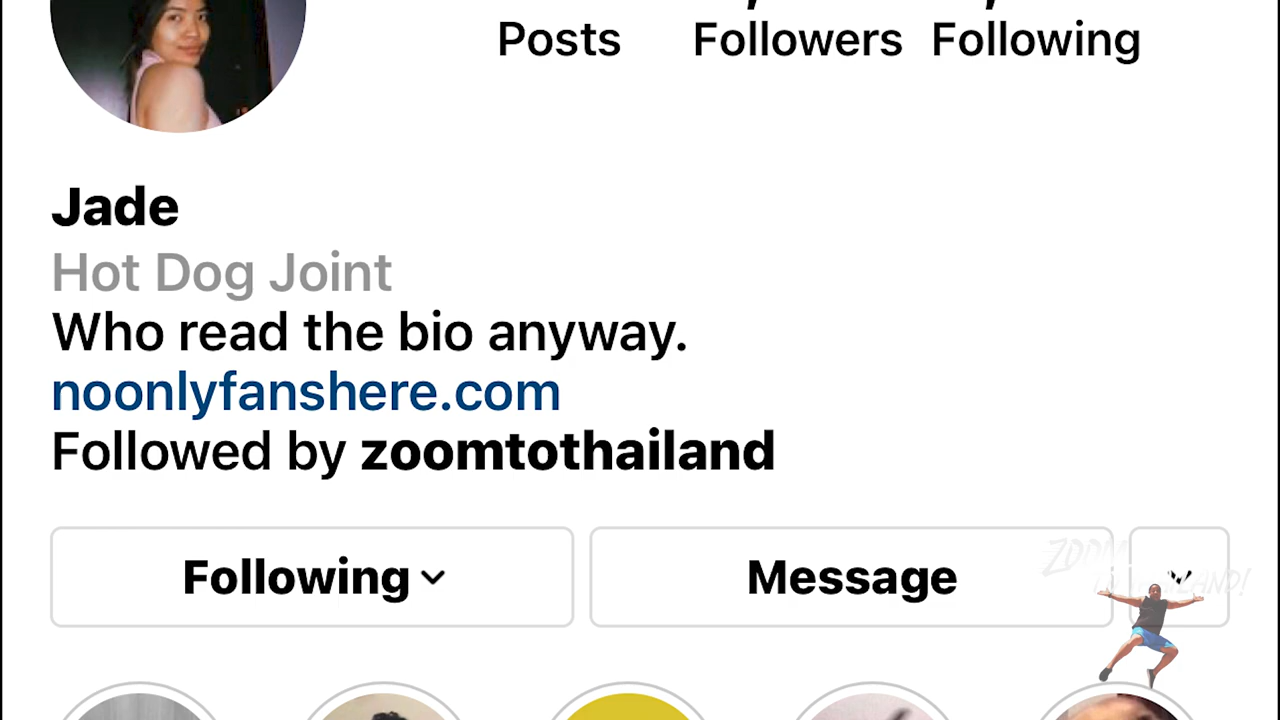 Posts Followers Following
Jade
Hot Dog Joint
Who read the bio anyway.
noonlyfanshere.com
Followed by zoomtothailand
Following Message
ZOOM